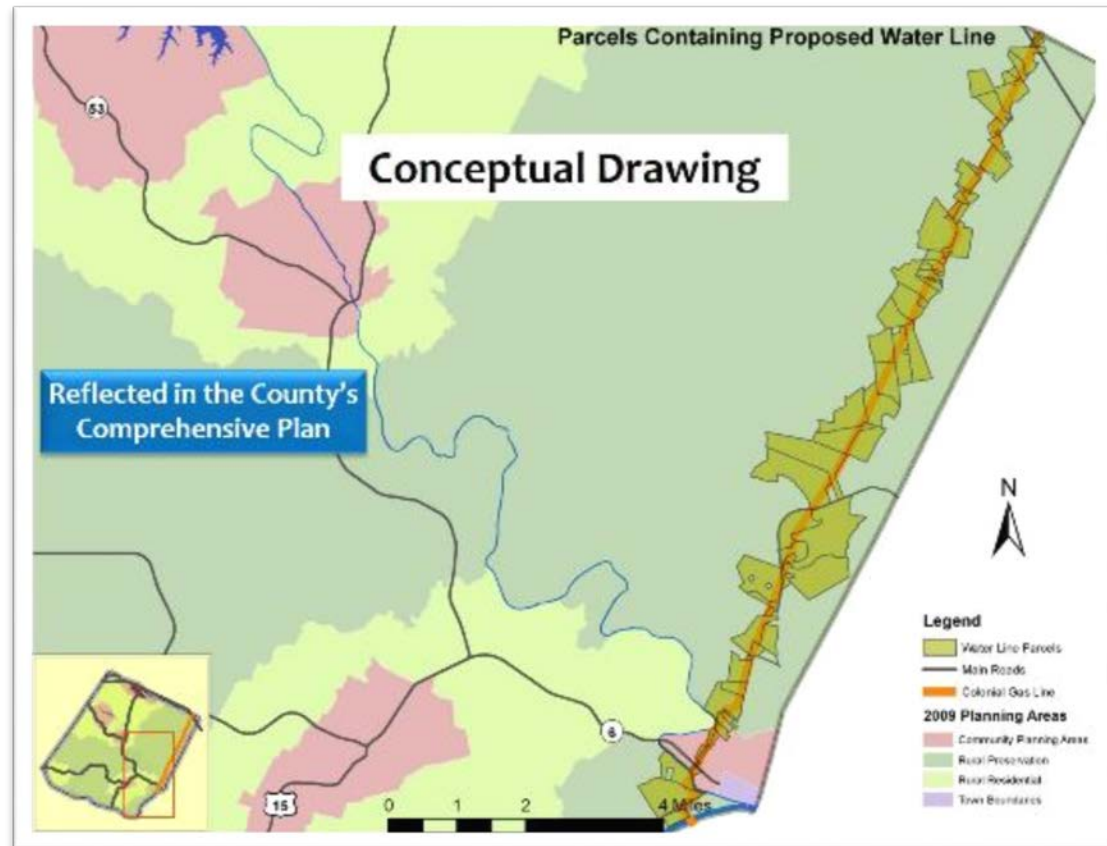 Parcels Containing Proposed Water Line
53
Conceptual Drawing
Reflected in the County's
Comprehensive Plan
N
Legend
Water Line Parcels
Main Roads
Colonial Gas Line
2009 Planning Areas
Community Planning Areas
Rural Preservation
Rural Residential
Town Boundaries
6
15
0 1 2 4 Miles